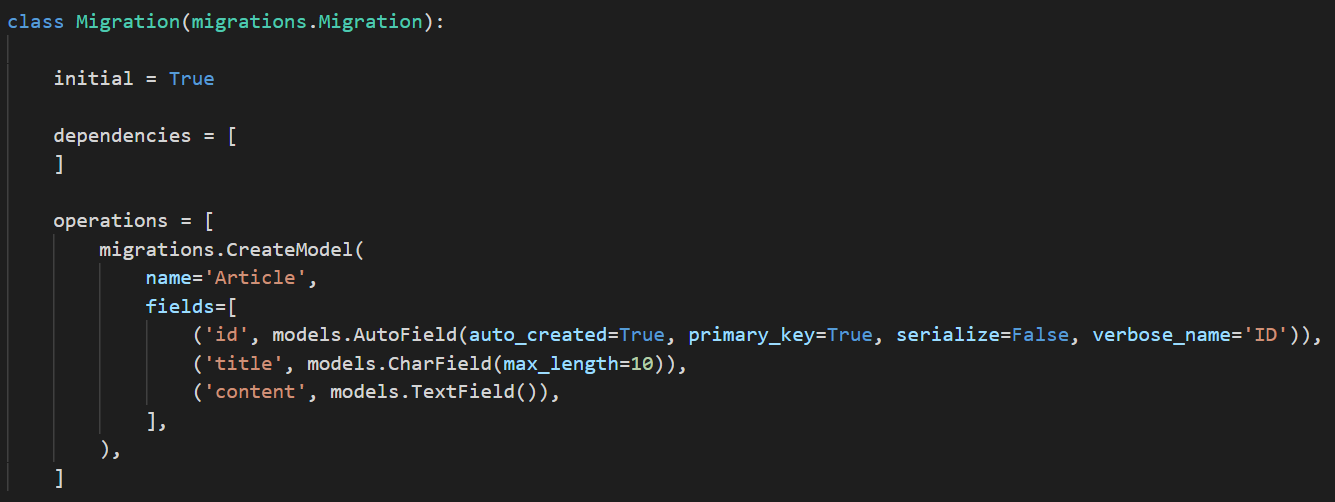 class Migration(migrations.Migration):
initial = True
dependencies = [
]
operations = [
migrations.CreateModel(
name='Article',
fields=[
('id', models.AutoField(auto_created=True, primary_key=True, serialize=False, verbose_name='ID')),
('title', models.CharField(max_length=10)),
('content', models.TextField()),
],
),
]